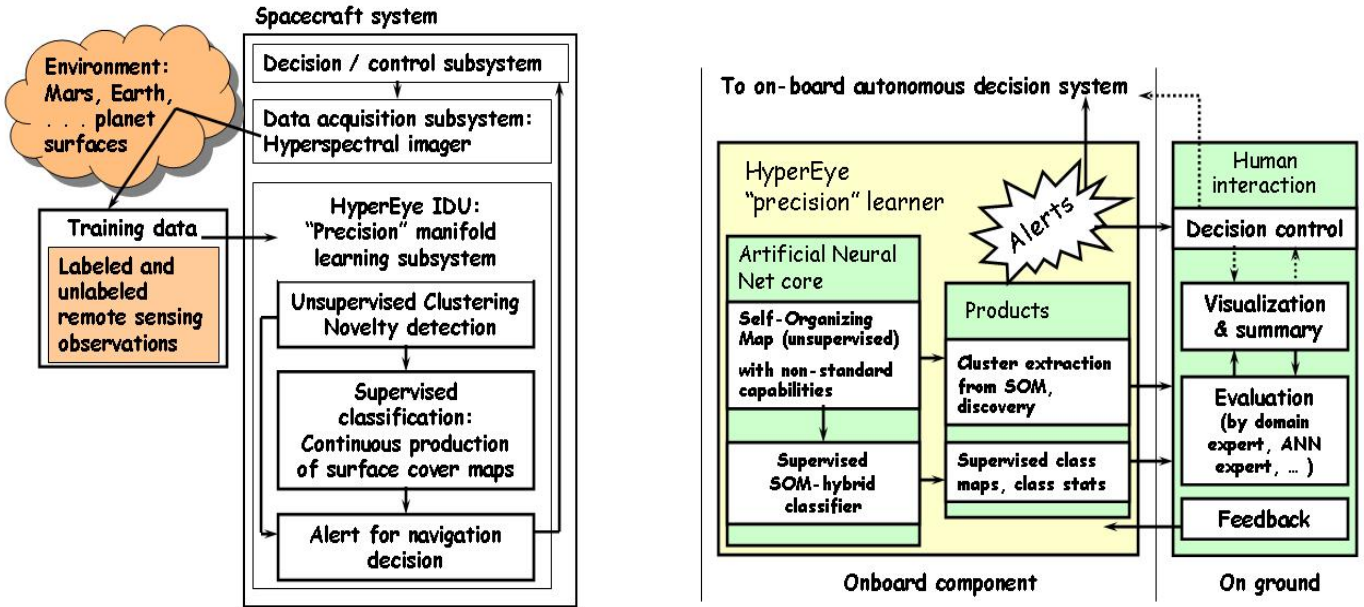 Spacecraft system
Environment:
Mars, Earth,
. . . planet
surfaces
Decision / control subsystem
Data acquisition subsystem:
Hyperspectral imager
Training data
Labeled and
unlabeled
remote sensing
observations
HyperEye IDU:
“Precision” manifold
learning subsystem
Unsupervised Clustering
Novelty detection
Supervised
classification:
Continuous production
of surface cover maps
Alert for navigation
decision
To on-board autonomous decision system
HyperEye
“precision” learner
Alerts
Artificial Neural
Net core
Self-Organizing
Map (unsupervised)
with non-standard
capabilities
Supervised
SOM-hybrid
classifier
Products
Cluster extraction
from SOM,
discovery
Supervised class
maps, class stats
Human
interaction
Decision control
Visualization
& summary
Evaluation
(by domain
expert, ANN
expert, … )
Feedback
Onboard component
On ground